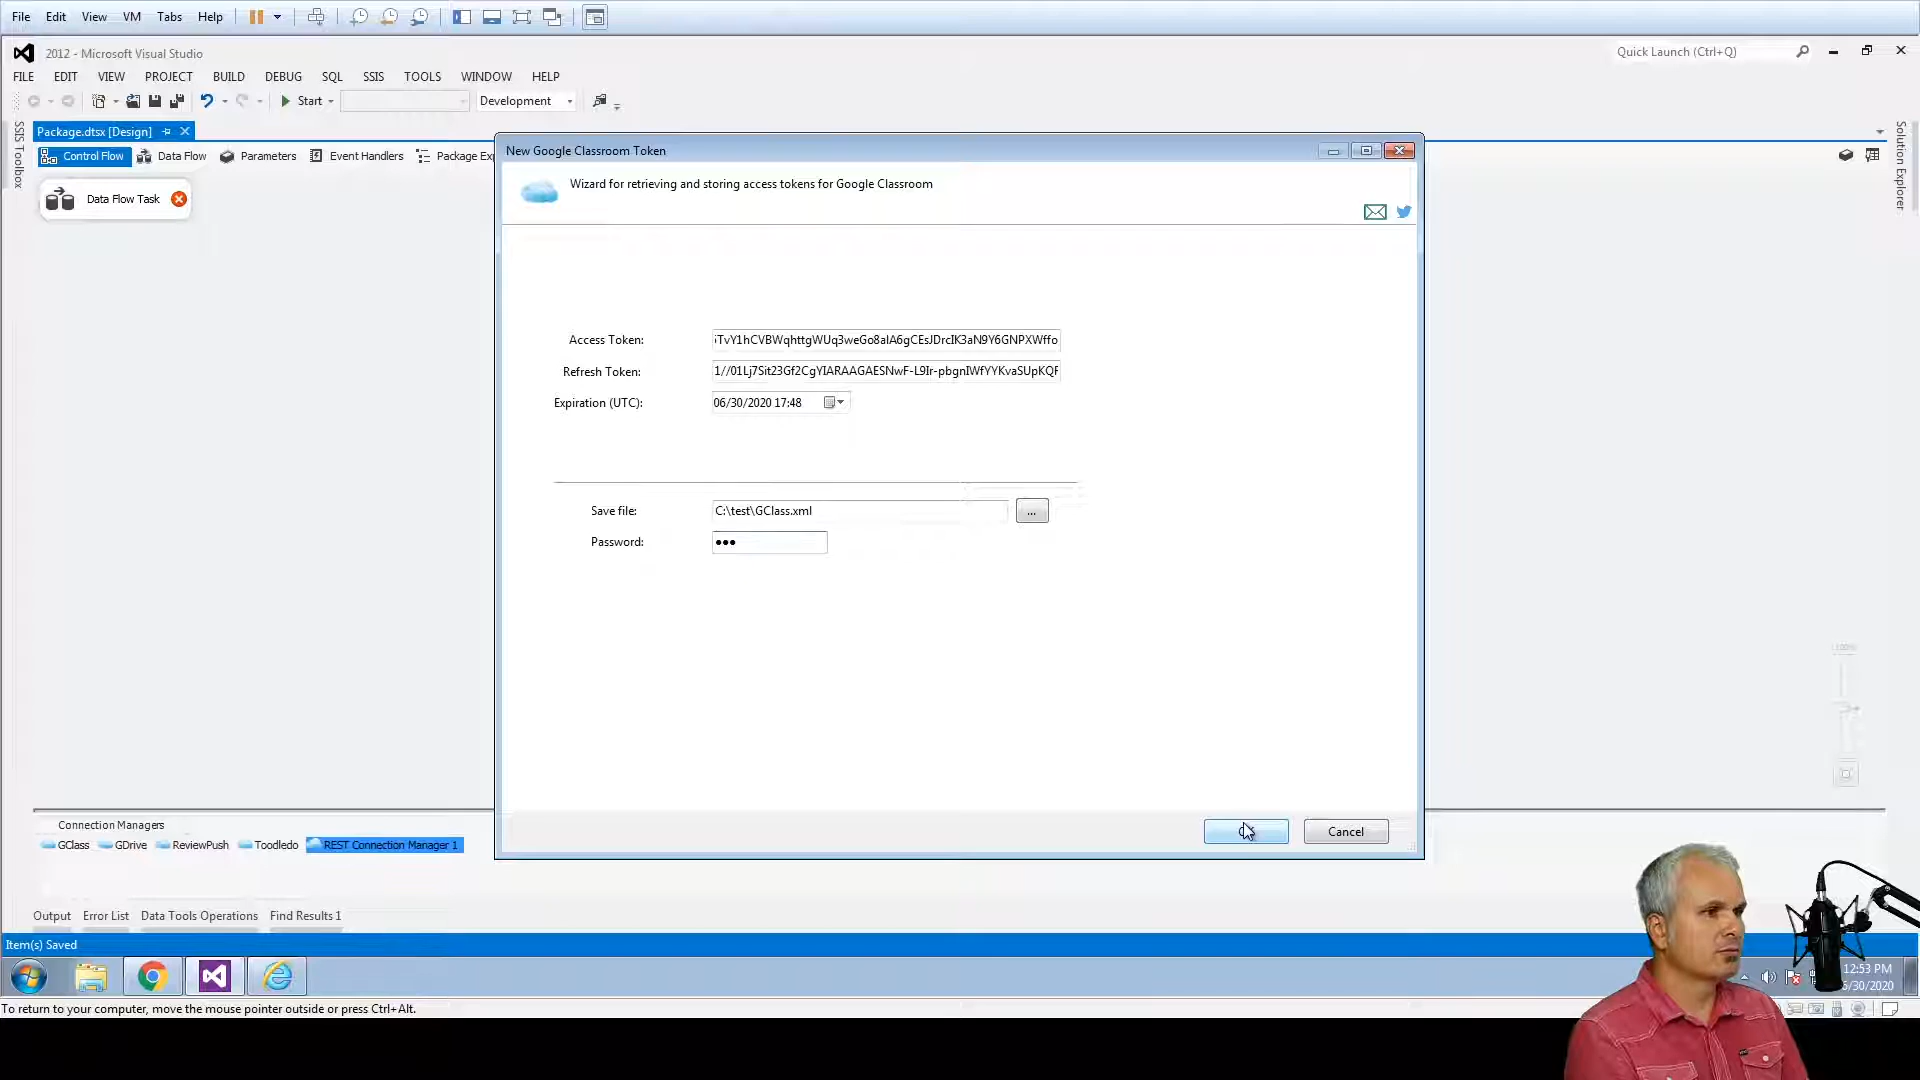 File Edit View VM Tabs Help
2012 - Microsoft Visual Studio
Quick Launch (Ctrl+Q)
FILE EDIT VIEW PROJECT BUILD DEBUG SQL SSIS TOOLS WINDOW HELP
Start
Development
SSIS Toolbox
Package.dtsx [Design]
Control Flow Data Flow Parameters Event Handlers Package Exp
Solution Explorer
Data Flow Task
New Google Classroom Token
Wizard for retrieving and storing access tokens for Google Classroom
Access Token:
Refresh Token:
Expiration (UTC): 06/30/2020 17:48
Save file: C:\test\GClass.xml ...
Password: ●●●
100%
Cancel
Connection Managers
GClass GDrive ReviewPush Toodledo REST Connection Manager 1
Output Error List Data Tools Operations Find Results 1
Item(s) Saved
12:53 PM
/30/2020
To return to your computer, move the mouse pointer outside or press Ctrl+Alt.